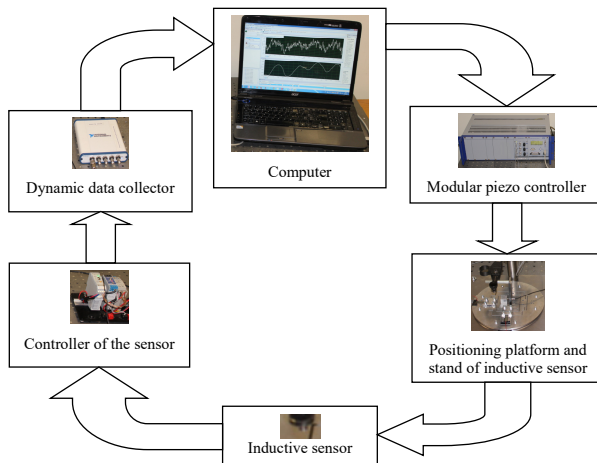 Computer
Modular piezo controller
Positioning platform and
stand of inductive sensor
Inductive sensor
Controller of the sensor
Dynamic data collector